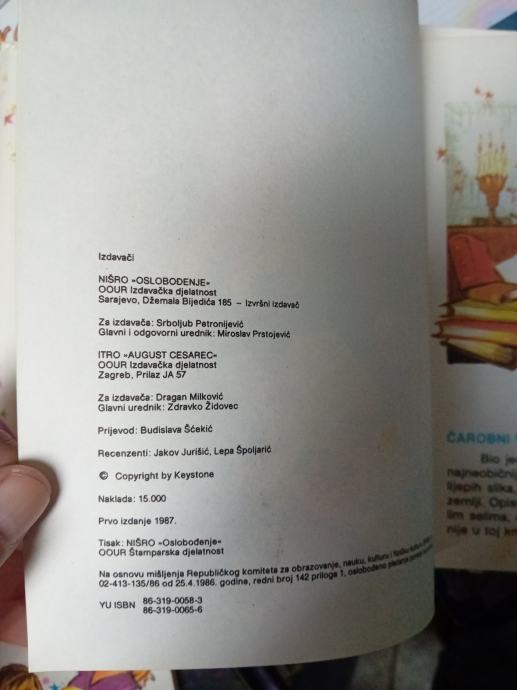 Izdavači
NIŠRO »OSLOBOĐENJE«
OOUR Izdavačka djelatnost
Sarajevo, Džemala Bijedića 185 – Izvršni izdavač
Za izdavača: Srboljub Petronijević
Glavni i odgovorni urednik: Miroslav Prstojević
ITRO »AUGUST CESAREC«
OOUR Izdavačka djelatnost
Zagreb, Prilaz JA 57
Za izdavača: Dragan Milković
Glavni urednik: Zdravko Židovec
Prijevod: Budislava Šćekić
Recenzenti: Jakov Jurišić, Lepa Špoljarić
© Copyright by Keystone
Naklada: 15.000
Prvo izdanje 1987.
Tisak: NIŠRO »Oslobođenje«
OOUR Štamparska djelatnost
Na osnovu mišljenja Republičkog komiteta za obrazovanje, nauku, kulturu i fizičku kulturu
02-413-135/86 od 25.4.1986. godine, redni broj 142 priloga 1, oslobođeno plaćanja poreza
YU ISBN 86-319-0058-3
86-319-0065-6
ČAROBNI
Bio je
najneobičnij
lijepih slika,
zemlji. Opis
lim selima,
nije u toj kn